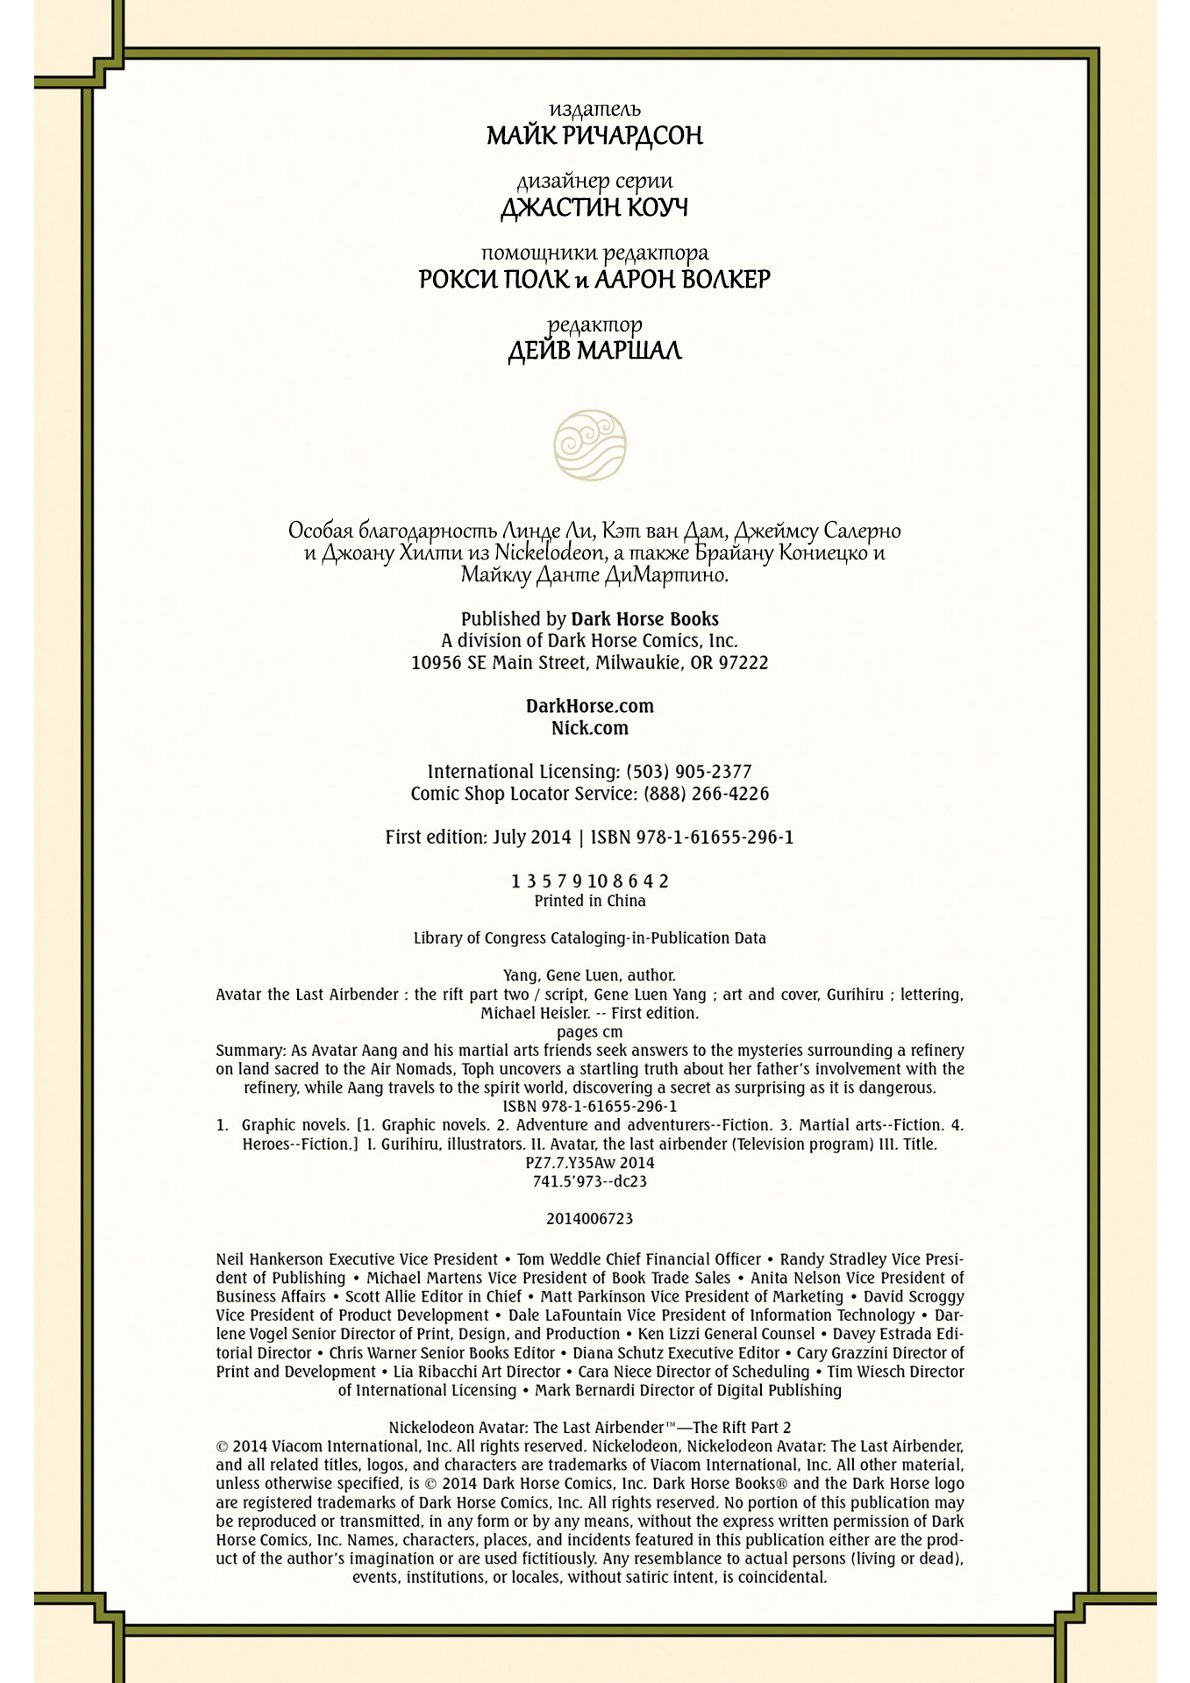 издатель
МАЙК РИЧАРДСОН
дизайнер серии
ДЖАСТИН КОУЧ
помощники редактора
РОКСИ ПОЛК и ААРОН ВОЛКЕР
редактор
ДЕЙВ МАРШАЛ
Особая благодарность Линде Ли, Кэт ван Дам, Джеймсу Салерно
и Джоану Хилти из Nickelodeon, а также Брайану Кониецко и
Майклу Данте ДиМартино.
Published by Dark Horse Books
A division of Dark Horse Comics, Inc.
10956 SE Main Street, Milwaukie, OR 97222
DarkHorse.com
Nick.com
International Licensing: (503) 905-2377
Comic Shop Locator Service: (888) 266-4226
First edition: July 2014 | ISBN 978-1-61655-296-1
1 3 5 7 9 10 8 6 4 2
Printed in China
Library of Congress Cataloging-in-Publication Data
Yang, Gene Luen, author.
Avatar the Last Airbender : the rift part two / script, Gene Luen Yang ; art and cover, Gurihiru ; lettering,
Michael Heisler. -- First edition.
pages cm
Summary: As Avatar Aang and his martial arts friends seek answers to the mysteries surrounding a refinery
on land sacred to the Air Nomads, Toph uncovers a startling truth about her father's involvement with the
refinery, while Aang travels to the spirit world, discovering a secret as surprising as it is dangerous.
ISBN 978-1-61655-296-1
1. Graphic novels. [1. Graphic novels. 2. Adventure and adventurers--Fiction. 3. Martial arts--Fiction. 4.
Heroes--Fiction.] I. Gurihiru, illustrators. II. Avatar, the last airbender (Television program) III. Title.
PZ7.7.Y35Aw 2014
741.5'973--dc23
2014006723
Neil Hankerson Executive Vice President • Tom Weddle Chief Financial Officer • Randy Stradley Vice Presi-
dent of Publishing • Michael Martens Vice President of Book Trade Sales • Anita Nelson Vice President of
Business Affairs • Scott Allie Editor in Chief • Matt Parkinson Vice President of Marketing • David Scroggy
Vice President of Product Development • Dale LaFountain Vice President of Information Technology • Dar-
lene Vogel Senior Director of Print, Design, and Production • Ken Lizzi General Counsel • Davey Estrada Edi-
torial Director • Chris Warner Senior Books Editor • Diana Schutz Executive Editor • Cary Grazzini Director of
Print and Development • Lia Ribacchi Art Director • Cara Niece Director of Scheduling • Tim Wiesch Director
of International Licensing • Mark Bernardi Director of Digital Publishing
Nickelodeon Avatar: The Last Airbender™—The Rift Part 2
© 2014 Viacom International, Inc. All rights reserved. Nickelodeon, Nickelodeon Avatar: The Last Airbender,
and all related titles, logos, and characters are trademarks of Viacom International, Inc. All other material,
unless otherwise specified, is © 2014 Dark Horse Comics, Inc. Dark Horse Books® and the Dark Horse logo
are registered trademarks of Dark Horse Comics, Inc. All rights reserved. No portion of this publication may
be reproduced or transmitted, in any form or by any means, without the express written permission of Dark
Horse Comics, Inc. Names, characters, places, and incidents featured in this publication either are the prod-
uct of the author's imagination or are used fictitiously. Any resemblance to actual persons (living or dead),
events, institutions, or locales, without satiric intent, is coincidental.